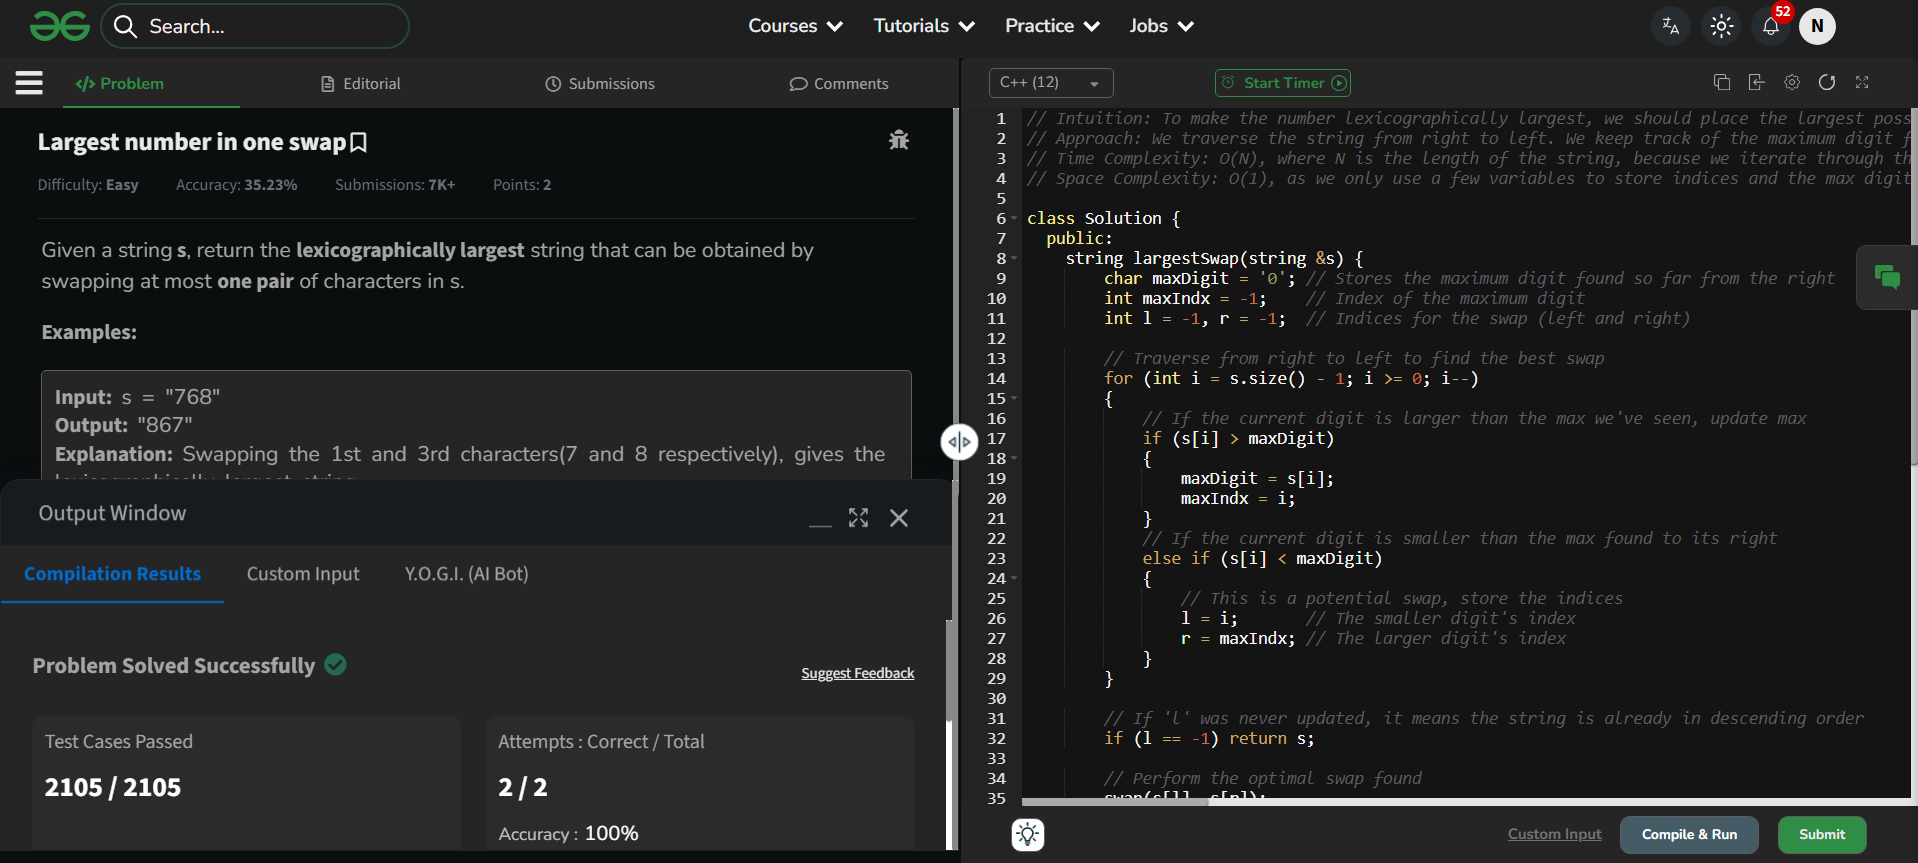 Search...
Courses
Tutorials
Practice
Jobs
52
N
</> Problem
Editorial
Submissions
Comments
Largest number in one swap
Difficulty: Easy Accuracy: 35.23% Submissions: 7K+ Points: 2
Given a string s, return the lexicographically largest string that can be obtained by
swapping at most one pair of characters in s.
Examples:
Input: s = "768"
Output: "867"
Explanation: Swapping the 1st and 3rd characters(7 and 8 respectively), gives the
lexicographically largest string.
Output Window
Compilation Results
Custom Input
Y.O.G.I. (AI Bot)
Problem Solved Successfully
Suggest Feedback
Test Cases Passed
2105 / 2105
Attempts : Correct / Total
2 / 2
Accuracy : 100%
C++ (12)
Start Timer
1 // Intuition: To make the number lexicographically largest, we should place the largest poss
2 // Approach: We traverse the string from right to left. We keep track of the maximum digit f
3 // Time Complexity: O(N), where N is the length of the string, because we iterate through th
4 // Space Complexity: O(1), as we only use a few variables to store indices and the max digit
5
6 class Solution {
7 public:
8 string largestSwap(string &s) {
9 char maxDigit = '0'; // Stores the maximum digit found so far from the right
10 int maxIndx = -1; // Index of the maximum digit
11 int l = -1, r = -1; // Indices for the swap (left and right)
12
13 // Traverse from right to left to find the best swap
14 for (int i = s.size() - 1; i >= 0; i--)
15 {
16 // If the current digit is larger than the max we've seen, update max
17 if (s[i] > maxDigit)
18 {
19 maxDigit = s[i];
20 maxIndx = i;
21 }
22 // If the current digit is smaller than the max found to its right
23 else if (s[i] < maxDigit)
24 {
25 // This is a potential swap, store the indices
26 l = i; // The smaller digit's index
27 r = maxIndx; // The larger digit's index
28 }
29 }
30
31 // If 'l' was never updated, it means the string is already in descending order
32 if (l == -1) return s;
33
34 // Perform the optimal swap found
35 swap(s[l], s[r]);
Custom Input
Compile & Run
Submit